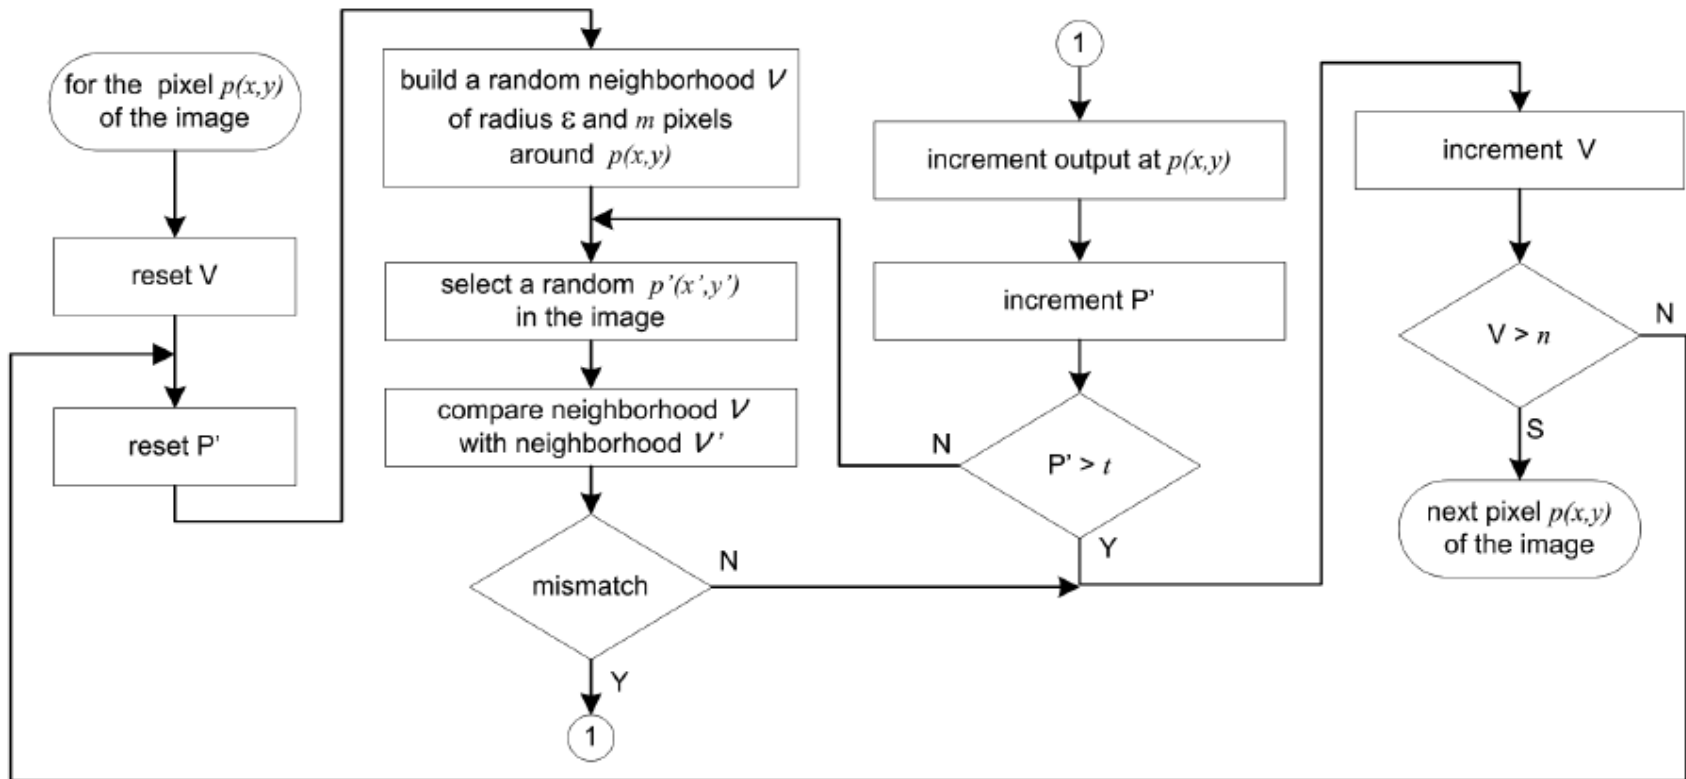 for the pixel p(x,y)
of the image
reset V
reset P'
build a random neighborhood V
of radius ε and m pixels
around p(x,y)
select a random p'(x',y')
in the image
compare neighborhood V
with neighborhood V'
mismatch
N
Y
1
1
increment output at p(x,y)
increment P'
P' > t
N
Y
increment V
V > n
N
S
next pixel p(x,y)
of the image